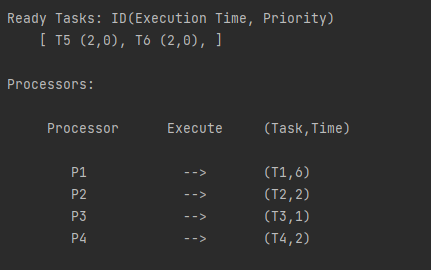 Ready Tasks: ID(Execution Time, Priority)
[ T5 (2,0), T6 (2,0), ]
Processors:
Processor Execute (Task,Time)
P1 --> (T1,6)
P2 --> (T2,2)
P3 --> (T3,1)
P4 --> (T4,2)